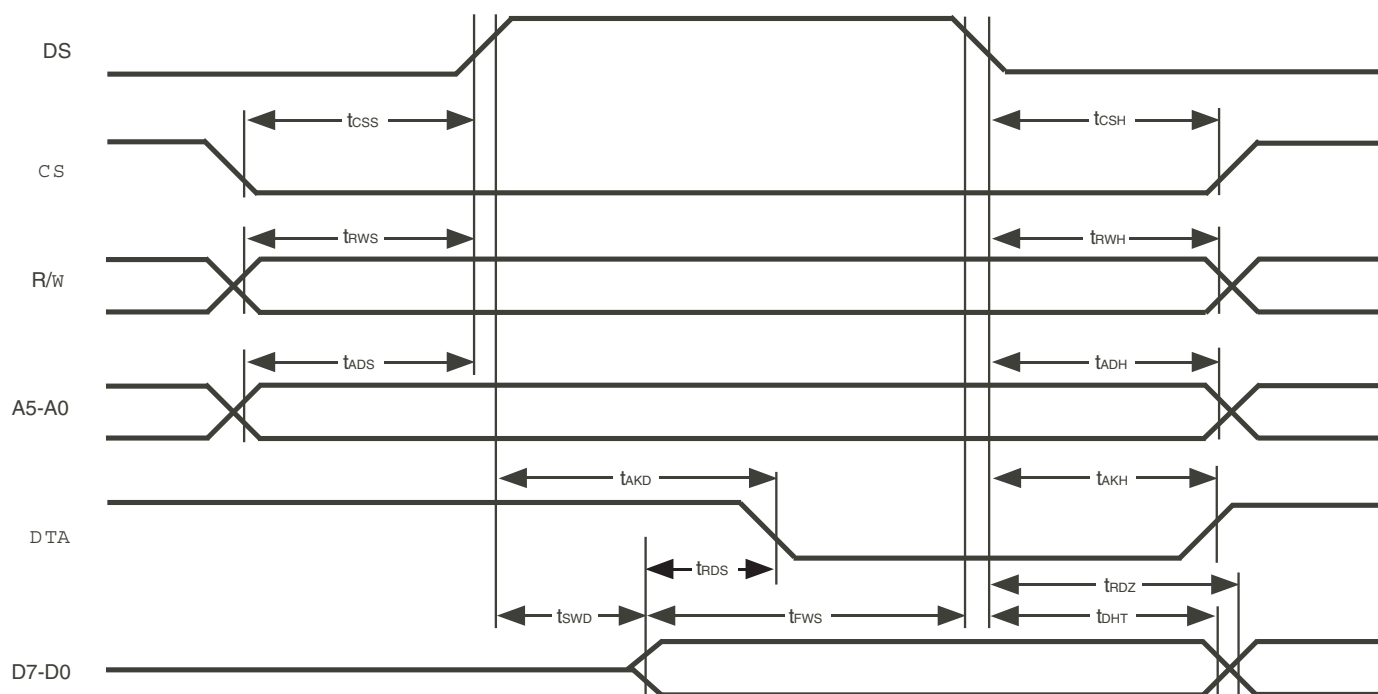 DS
tCSS
tCSH
CS
tRWS
tRWH
R/W
tADS
tADH
A5-A0
tAKD
tAKH
DTA
tRDS
tRDZ
tSWD
tFWS
tDHT
D7-D0